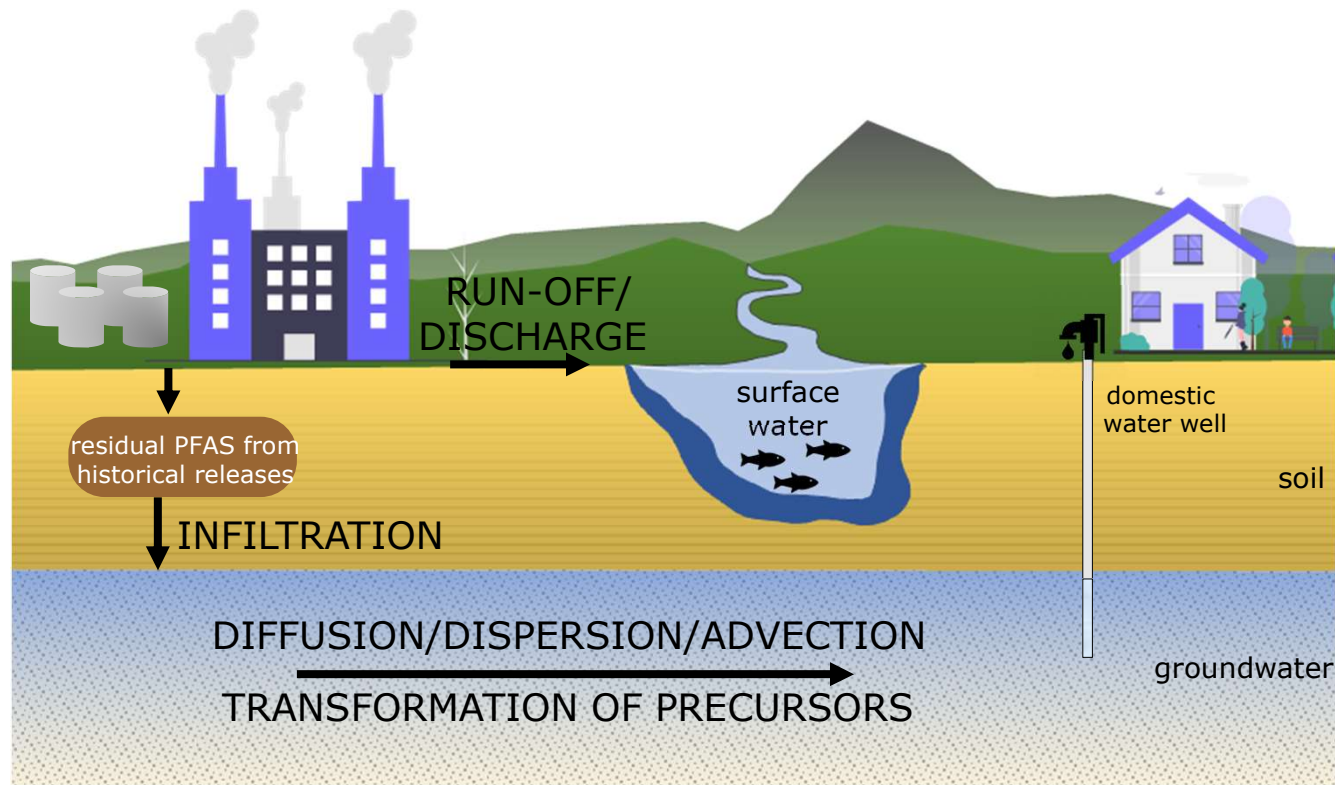 RUN-OFF/
DISCHARGE
surface
water
domestic
water well
residual PFAS from
historical releases
soil
INFILTRATION
DIFFUSION/DISPERSION/ADVECTION
TRANSFORMATION OF PRECURSORS
groundwater